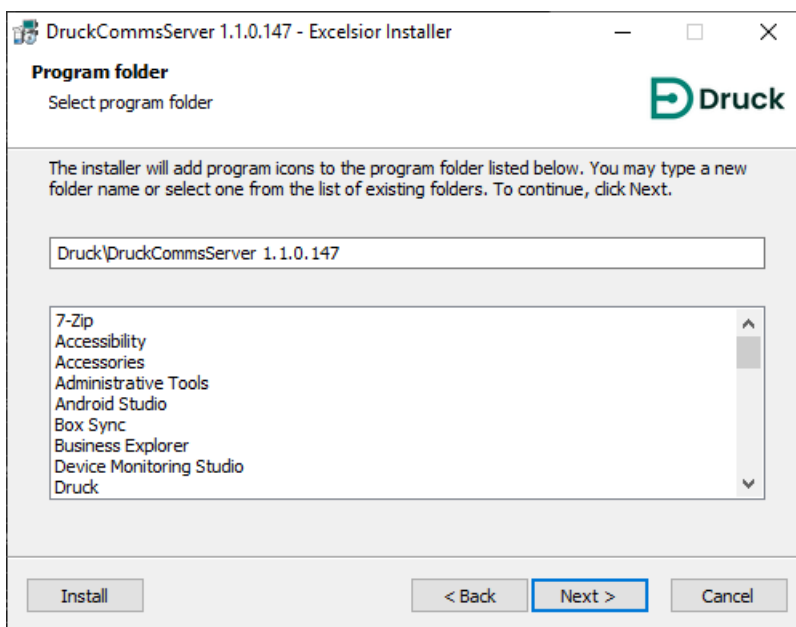 DruckCommsServer 1.1.0.147 - Excelsior Installer
Program folder
Select program folder
Druck
The installer will add program icons to the program folder listed below. You may type a new
folder name or select one from the list of existing folders. To continue, click Next.
Druck\DruckCommsServer 1.1.0.147
7-Zip
Accessibility
Accessories
Administrative Tools
Android Studio
Box Sync
Business Explorer
Device Monitoring Studio
Druck
Install
< Back
Next >
Cancel